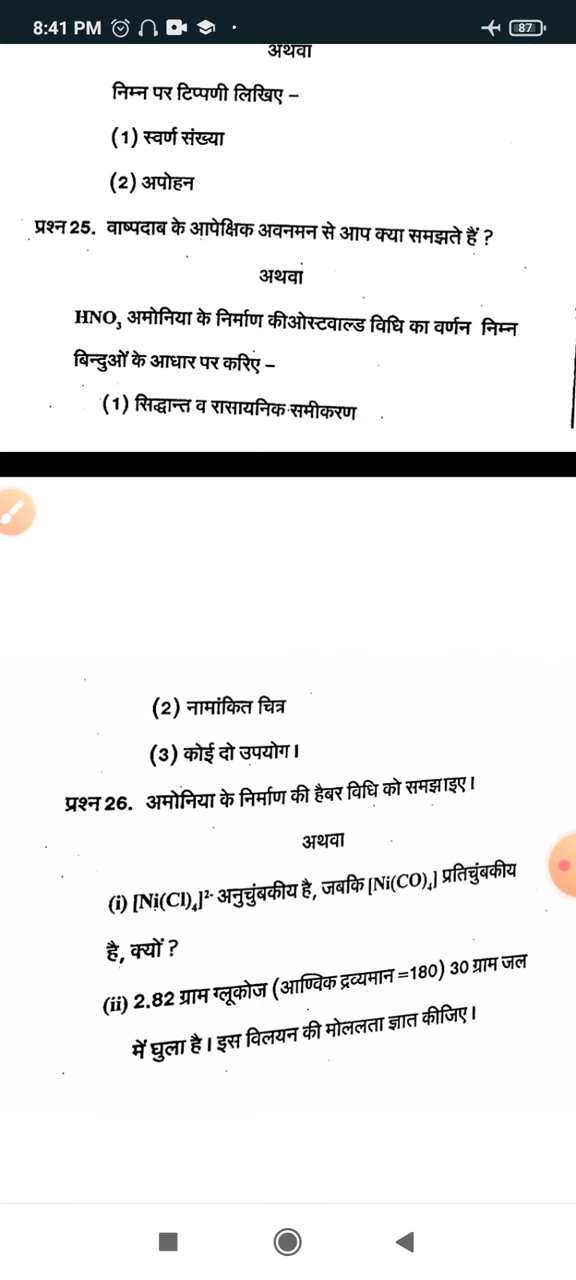 8:41 PM
87
अथवा
निम्न पर टिप्पणी लिखिए –
(1) स्वर्ण संख्या
(2) अपोहन
प्रश्न 25. वाष्पदाब के आपेक्षिक अवनमन से आप क्या समझते हैं ?
अथवा
HNO₃ अमोनिया के निर्माण कीओस्टवाल्ड विधि का वर्णन निम्न
बिन्दुओं के आधार पर करिए –
(1) सिद्धान्त व रासायनिक समीकरण
(2) नामांकित चित्र
(3) कोई दो उपयोग।
प्रश्न 26. अमोनिया के निर्माण की हैबर विधि को समझाइए।
अथवा
(i) [Ni(Cl)₄]²⁻ अनुचुंबकीय है, जबकि [Ni(CO)₄] प्रतिचुंबकीय
है, क्यों ?
(ii) 2.82 ग्राम ग्लूकोज (आण्विक द्रव्यमान =180) 30 ग्राम जल
में घुला है। इस विलयन की मोललता ज्ञात कीजिए।